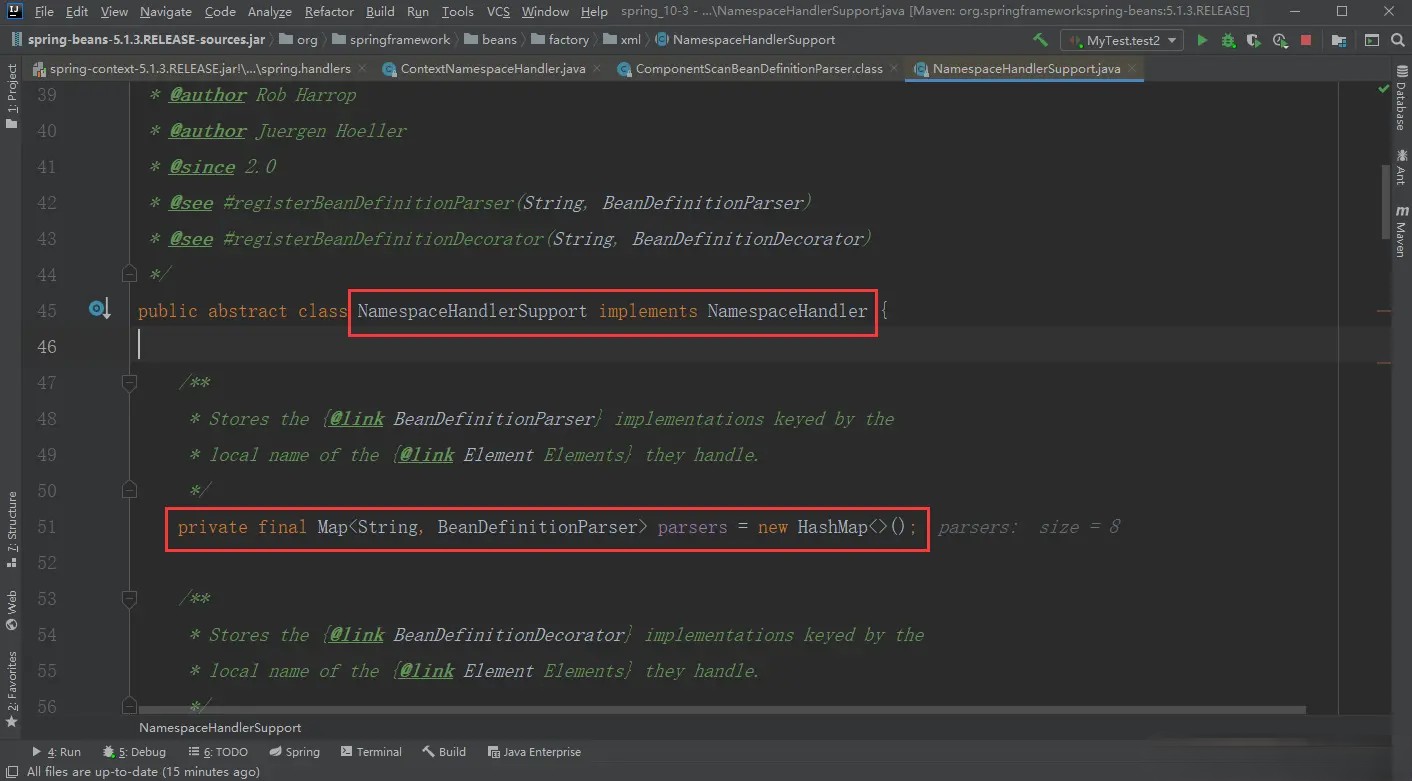 File Edit View Navigate Code Analyze Refactor Build Run Tools VCS Window Help spring_10-3 - ...\NamespaceHandlerSupport.java [Maven: org.springframework:spring-beans:5.1.3.RELEASE]
spring-beans-5.1.3.RELEASE-sources.jar org springframework beans factory xml NamespaceHandlerSupport MyTest.test2
spring-context-5.1.3.RELEASE.jar!\...\spring.handlers ContextNamespaceHandler.java ComponentScanBeanDefinitionParser.class NamespaceHandlerSupport.java
1: Project
7: Structure
Web
2: Favorites
39 * @author Rob Harrop
40 * @author Juergen Hoeller
41 * @since 2.0
42 * @see #registerBeanDefinitionParser(String, BeanDefinitionParser)
43 * @see #registerBeanDefinitionDecorator(String, BeanDefinitionDecorator)
44 */
45 public abstract class NamespaceHandlerSupport implements NamespaceHandler {
46
47 /**
48 * Stores the {@link BeanDefinitionParser} implementations keyed by the
49 * local name of the {@link Element Elements} they handle.
50 */
51 private final Map<String, BeanDefinitionParser> parsers = new HashMap<>(); parsers: size = 8
52
53 /**
54 * Stores the {@link BeanDefinitionDecorator} implementations keyed by the
55 * local name of the {@link Element Elements} they handle.
56 */
Database
Ant
m Maven
NamespaceHandlerSupport
4: Run 5: Debug 6: TODO Spring Terminal Build Java Enterprise
All files are up-to-date (15 minutes ago)